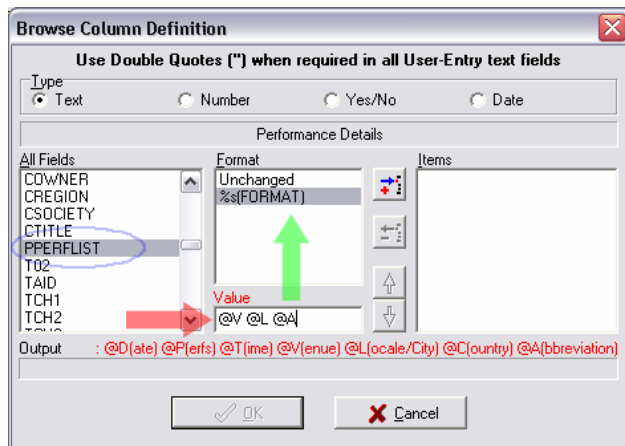 Browse Column Definition
Use Double Quotes (") when required in all User-Entry text fields
Type
Text Number Yes/No Date
Performance Details
All Fields Format Items
COWNER
CREGION
CSOCIETY
CTITLE
PPERFLIST
T02
TAID
TCH1
TCH2
Unchanged
%s(FORMAT)
Value
@V @L @A
Output : @D(ate) @P(erfs) @T(ime) @V(enue) @L(ocale/City) @C(ountry) @A(bbreviation)
OK Cancel